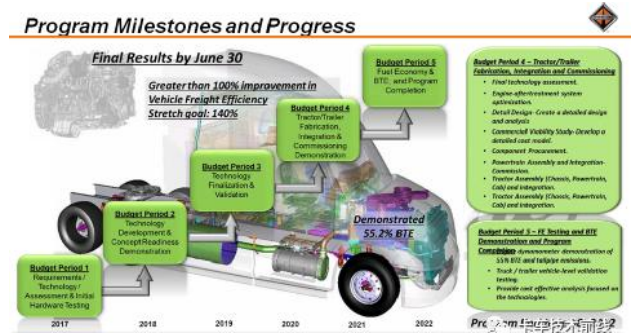 Program Milestones and Progress
Final Results by June 30
Greater than 100% improvement in
Vehicle Freight Efficiency
Stretch goal: 140%
Budget Period 5
Fuel Economy &
BTE; and Program
Completion
Budget Period 4
Tractor/Trailer
Fabrication,
Integration &
Commissioning
Demonstration
Budget Period 3
Technology
Finalization &
Validation
Budget Period 2
Technology
Development &
Concept Readiness
Demonstration
Budget Period 1
Requirements /
Technology /
Assessment & Initial
Hardware Testing
Demonstrated
55.2% BTE
2017 2018 2019 2020 2021 2022
Budget Period 4 – Tractor/Trailer
Fabrication, Integration and Commissioning
• Final technology assessment.
• Engine-aftertreatment system
optimization.
• Detail Design- Create a detailed design
and analysis
• Commercial Viability Study- Develop a
detailed cost model.
• Component Procurement.
• Powertrain Assembly and Integration-
Commission.
• Tractor Assembly (Chassis, Powertrain,
Cab) and integration.
• Tractor Assembly (Chassis, Powertrain,
Cab) and integration.
Budget Period 5 – FE Testing and BTE
Demonstration and Program
Completion
dynamometer demonstration of
55% BTE and tailpipe emissions.
• Truck / trailer vehicle-level validation
testing.
• Provide cost effective analysis focused on
the technologies.
卡车技术前线